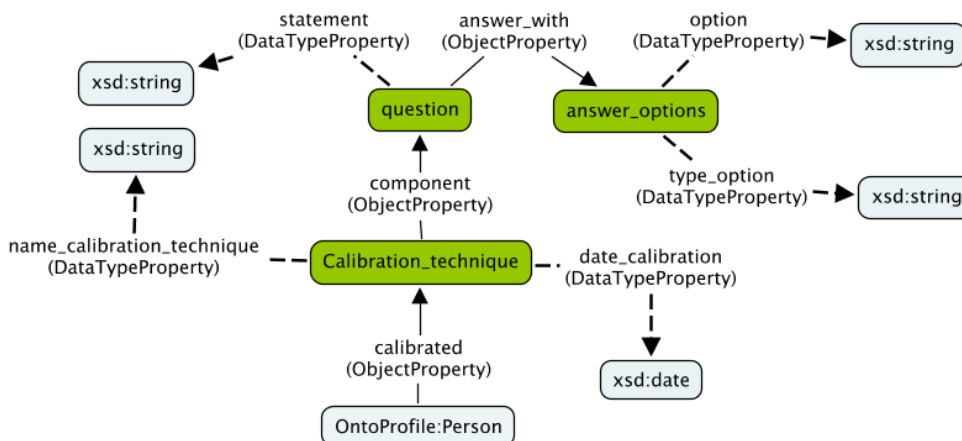 statement
(DataTypeProperty)
answer_with
(ObjectProperty)
option
(DataTypeProperty)
xsd:string
xsd:string
question
answer_options
xsd:string
component
(ObjectProperty)
type_option
(DataTypeProperty)
xsd:string
name_calibration_technique
(DataTypeProperty)
Calibration_technique
date_calibration
(DataTypeProperty)
calibrated
(ObjectProperty)
xsd:date
OntoProfile:Person